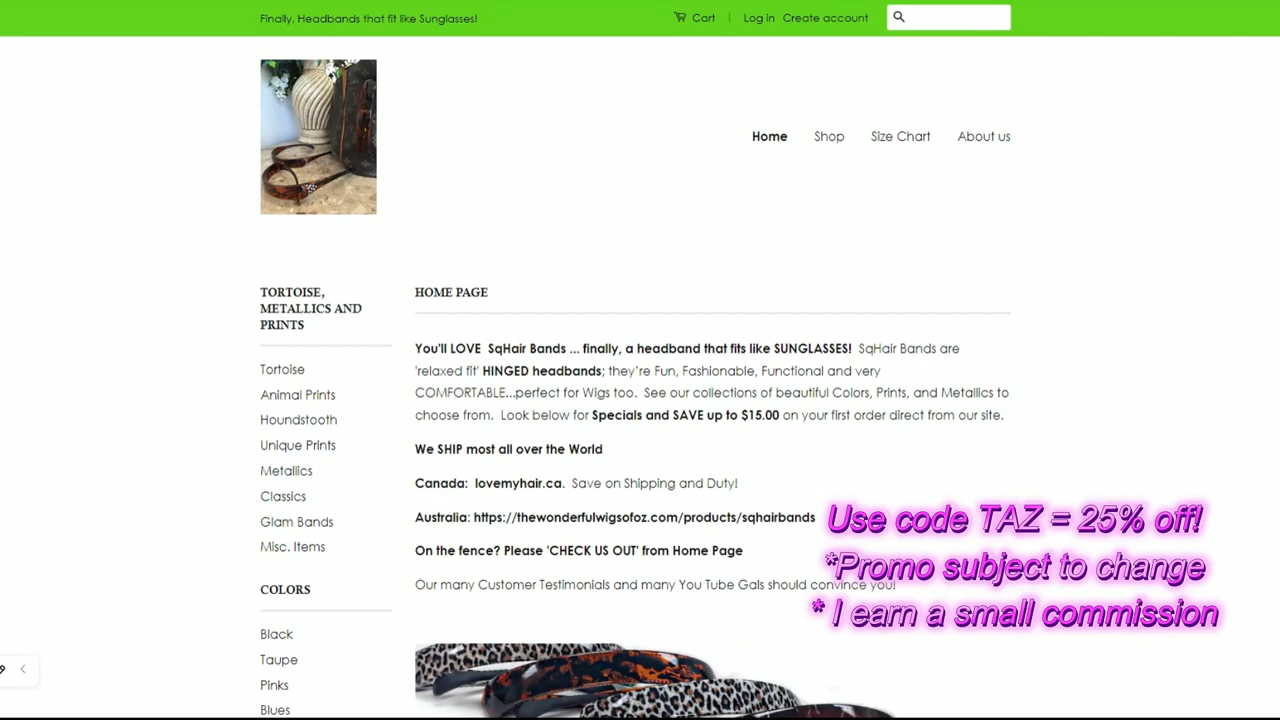 Finally, Headbands that fit like Sunglasses!
Cart | Log in Create account
Home Shop Size Chart About us
TORTOISE,
METALLICS AND
PRINTS
Tortoise
Animal Prints
Houndstooth
Unique Prints
Metallics
Classics
Glam Bands
Misc. Items
COLORS
Black
Taupe
Pinks
Blues
HOME PAGE
You'll LOVE SqHair Bands ... finally, a headband that fits like SUNGLASSES! SqHair Bands are
'relaxed fit' HINGED headbands; they're Fun, Fashionable, Functional and very
COMFORTABLE...perfect for Wigs too. See our collections of beautiful Colors, Prints, and Metallics to
choose from. Look below for Specials and SAVE up to $15.00 on your first order direct from our site.
We SHIP most all over the World
Canada: lovemyhair.ca. Save on Shipping and Duty!
Australia: https://thewonderfulwigsofoz.com/products/sqhairbands
On the fence? Please 'CHECK US OUT' from Home Page
Our many Customer Testimonials and many You Tube Gals should convince you!
Use code TAZ = 25% off!
*Promo subject to change
* I earn a small commission